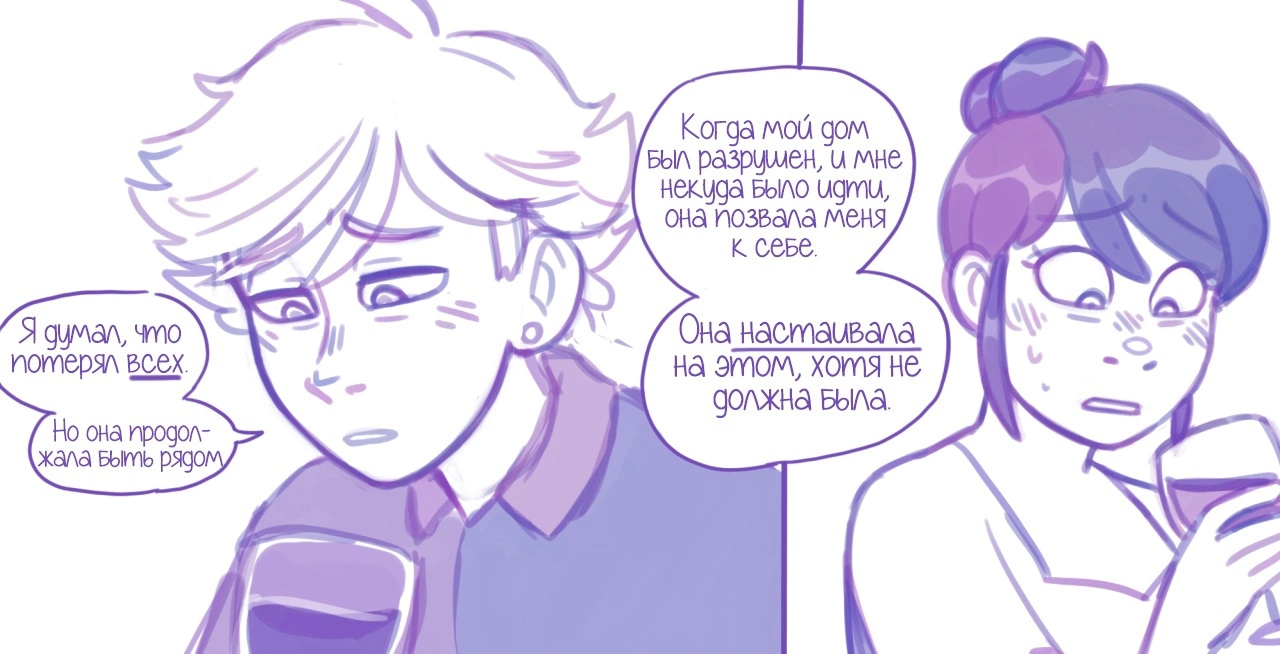 Я думал, что
потерял всех.
Но она продол-
жала быть рядом
Когда мой дом
был разрушен, и мне
некуда было идти,
она позвала меня
к себе.
Она настаивала
на этом, хотя не
должна была.